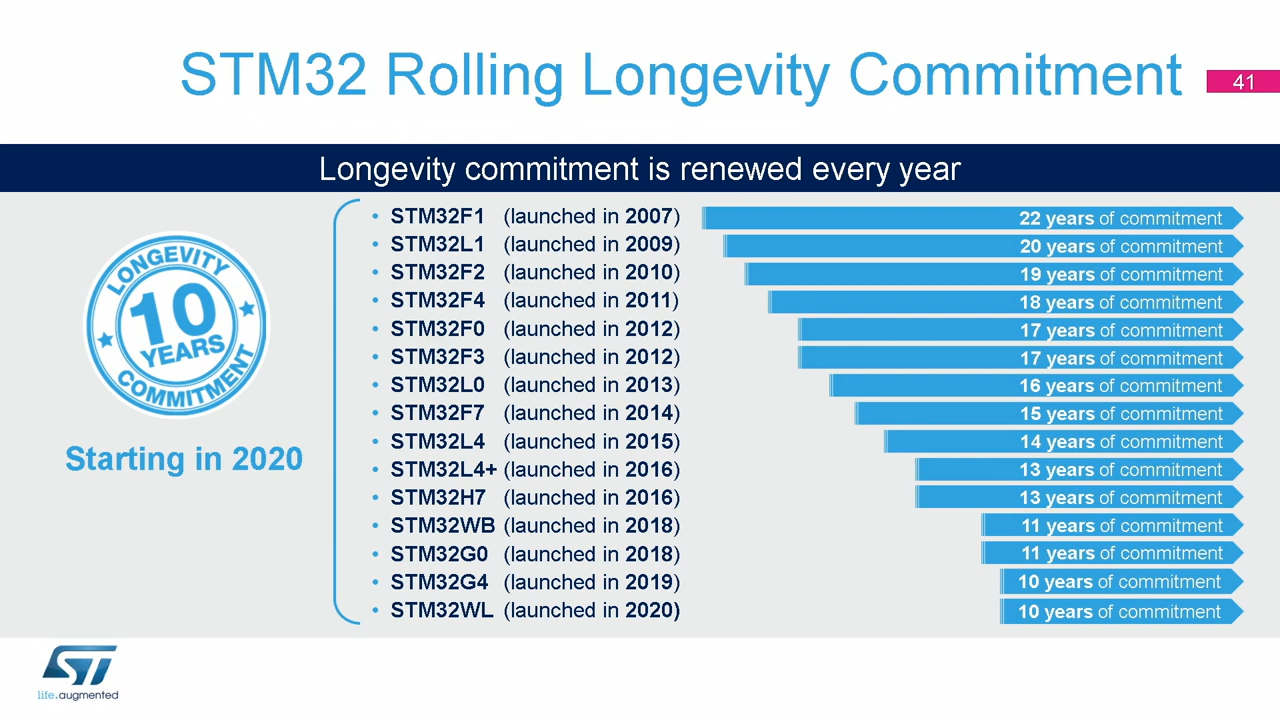 STM32 Rolling Longevity Commitment
41
Longevity commitment is renewed every year
LONGEVITY
10
YEARS
COMMITMENT
Starting in 2020
• STM32F1 (launched in 2007) 22 years of commitment
• STM32L1 (launched in 2009) 20 years of commitment
• STM32F2 (launched in 2010) 19 years of commitment
• STM32F4 (launched in 2011) 18 years of commitment
• STM32F0 (launched in 2012) 17 years of commitment
• STM32F3 (launched in 2012) 17 years of commitment
• STM32L0 (launched in 2013) 16 years of commitment
• STM32F7 (launched in 2014) 15 years of commitment
• STM32L4 (launched in 2015) 14 years of commitment
• STM32L4+ (launched in 2016) 13 years of commitment
• STM32H7 (launched in 2016) 13 years of commitment
• STM32WB (launched in 2018) 11 years of commitment
• STM32G0 (launched in 2018) 11 years of commitment
• STM32G4 (launched in 2019) 10 years of commitment
• STM32WL (launched in 2020) 10 years of commitment
ST
life.augmented